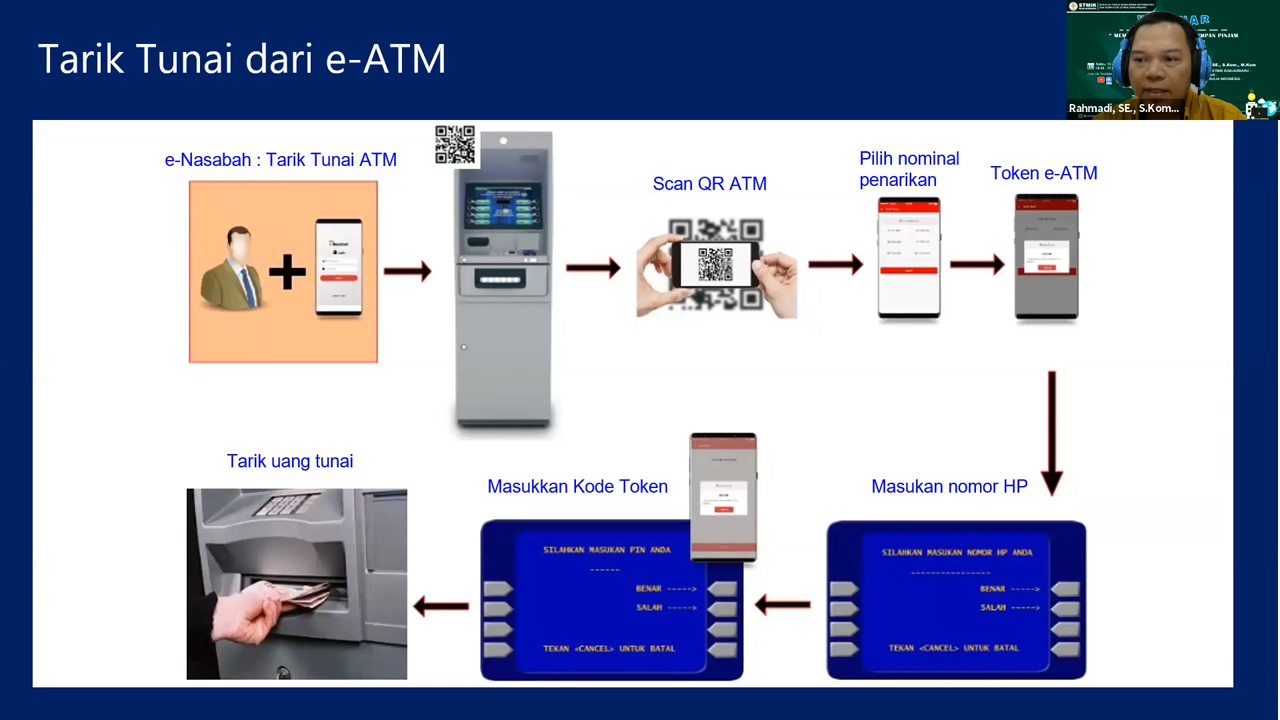 Tarik Tunai dari e-ATM
STMIK
Rahmadi, SE., S.Kom...
e-Nasabah : Tarik Tunai ATM
Scan QR ATM
Pilih nominal
penarikan
Token e-ATM
Tarik uang tunai
Masukkan Kode Token
Masukan nomor HP
SILAHKAN MASUKAN PIN ANDA
------
BENAR ----->
SALAH ----->
TEKAN <CANCEL> UNTUK BATAL
SILAHKAN MASUKAN NOMOR HP ANDA
---------------
BENAR ----->
SALAH ----->
TEKAN <CANCEL> UNTUK BATAL